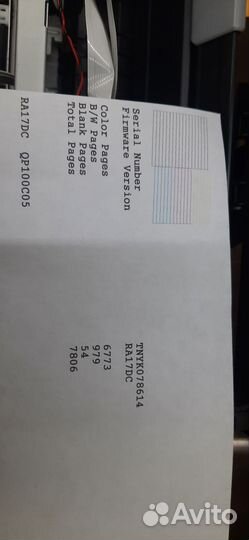 Serial Number TNYK078614
Firmware Version RA17DC
Color Pages 6773
B/W Pages 979
Blank Pages 54
Total Pages 7806
RA17DC QP100C05
Avito